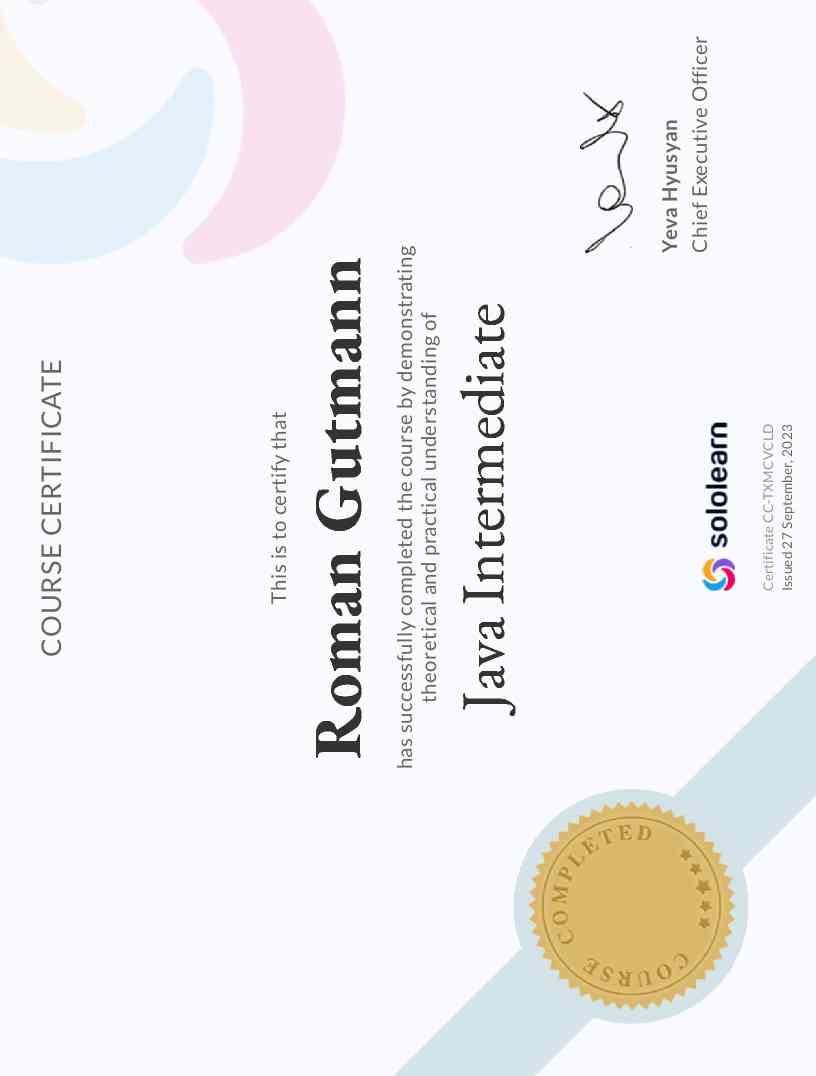 COURSE CERTIFICATE
This is to certify that
Roman Gutmann
has successfully completed the course by demonstrating
theoretical and practical understanding of
Java Intermediate
Yeva Hyusyan
Chief Executive Officer
sololearn
Certificate CC-TXMCVCLD
Issued 27 September, 2023
COURSE COMPLETED